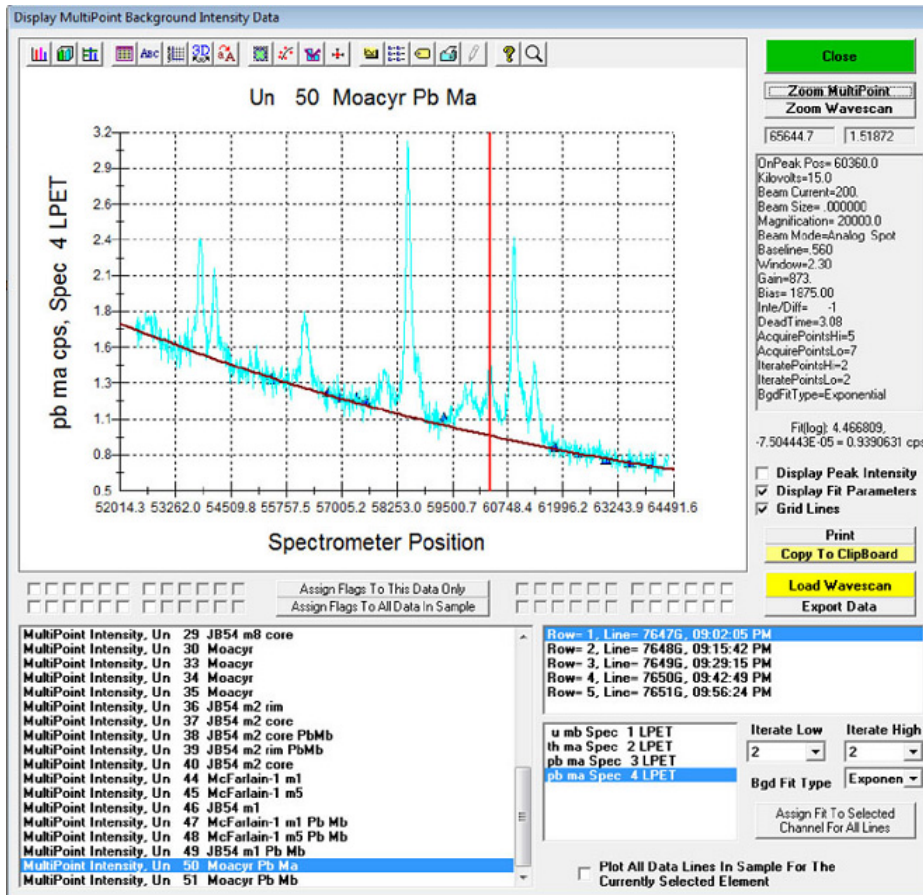 Display MultiPoint Background Intensity Data
ABC
3D
Un 50 Moacyr Pb Ma
3.2
2.9
2.6
2.4
2.1
1.8
1.6
1.3
1.1
0.8
0.5
pb ma cps, Spec 4 LPET
52014.3 53262.0 54509.8 55757.5 57005.2 58253.0 59500.7 60748.4 61996.2 63243.9 64491.6
Spectrometer Position
Close
Zoom MultiPoint
Zoom Wavescan
65644.7 1.51872
OnPeak Pos= 60360.0
Kilovolts=15.0
Beam Current=200.
Beam Size= .000000
Magnification= 20000.0
Beam Mode=Analog Spot
Baseline=.560
Window=2.30
Gain=873.
Bias= 1875.00
Inte/Diff= -1
DeadTime=3.08
AcquirePointsHi=5
AcquirePointsLo=7
IteratePointsHi=2
IteratePointsLo=2
BgdFitType=Exponential
Fit(log): 4.466809,
-7.504443E-05 = 0.9390631 cps
Display Peak Intensity
Display Fit Parameters
Grid Lines
Print
Copy To ClipBoard
Load Wavescan
Export Data
Assign Flags To This Data Only
Assign Flags To All Data In Sample
MultiPoint Intensity, Un 29 JB54 m8 core
MultiPoint Intensity, Un 30 Moacyr
MultiPoint Intensity, Un 33 Moacyr
MultiPoint Intensity, Un 34 Moacyr
MultiPoint Intensity, Un 35 Moacyr
MultiPoint Intensity, Un 36 JB54 m2 rim
MultiPoint Intensity, Un 37 JB54 m2 core
MultiPoint Intensity, Un 38 JB54 m2 core PbMb
MultiPoint Intensity, Un 39 JB54 m2 rim PbMb
MultiPoint Intensity, Un 40 JB54 m2 core
MultiPoint Intensity, Un 44 McFarlain-1 m1
MultiPoint Intensity, Un 45 McFarlain-1 m5
MultiPoint Intensity, Un 46 JB54 m1
MultiPoint Intensity, Un 47 McFarlain-1 m1 Pb Mb
MultiPoint Intensity, Un 48 McFarlain-1 m5 Pb Mb
MultiPoint Intensity, Un 49 JB54 m1 Pb Mb
MultiPoint Intensity, Un 50 Moacyr Pb Ma
MultiPoint Intensity, Un 51 Moacyr Pb Mb
Row= 1, Line= 7647G, 09:02:05 PM
Row= 2, Line= 7648G, 09:15:42 PM
Row= 3, Line= 7649G, 09:29:15 PM
Row= 4, Line= 7650G, 09:42:49 PM
Row= 5, Line= 7651G, 09:56:24 PM
u mb Spec 1 LPET
th ma Spec 2 LPET
pb ma Spec 3 LPET
pb ma Spec 4 LPET
Iterate Low Iterate High
2 2
Bgd Fit Type Exponen
Assign Fit To Selected
Channel For All Lines
Plot All Data Lines In Sample For The
Currently Selected Element